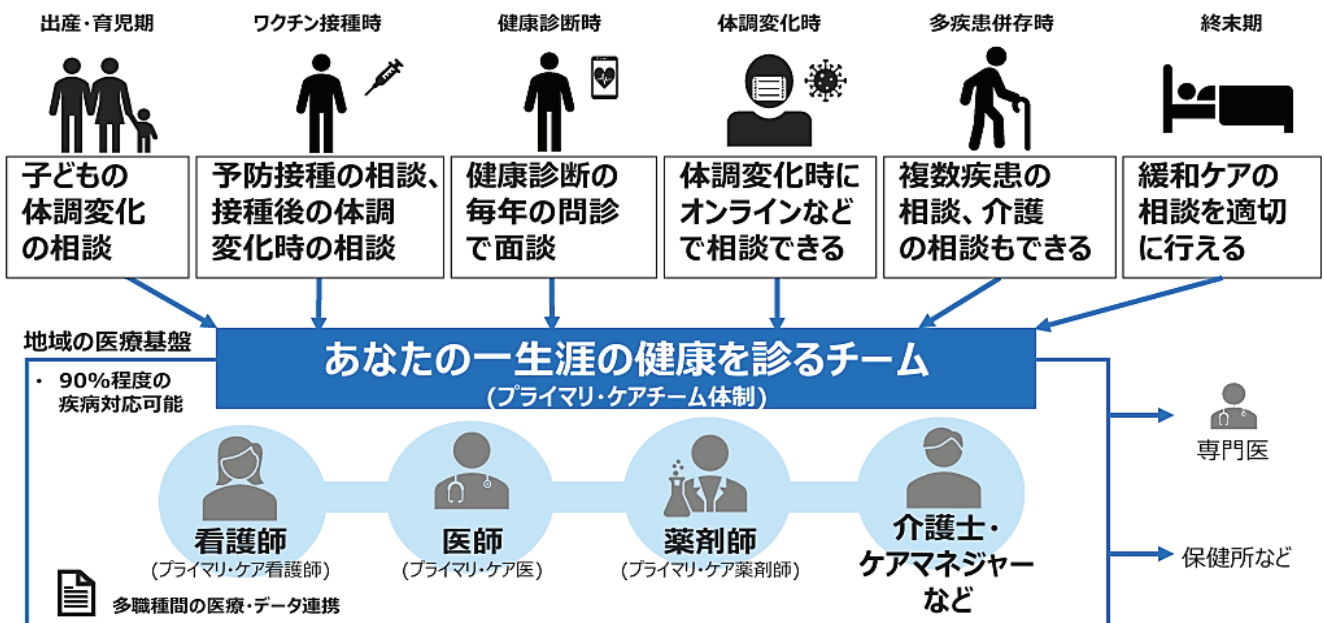 出産・育児期
ワクチン接種時
健康診断時
体調変化時
多疾患併存時
終末期
子どもの
体調変化
の相談
予防接種の相談、
接種後の体調
変化時の相談
健康診断の
毎年の問診
で面談
体調変化時に
オンラインなど
で相談できる
複数疾患の
相談、介護
の相談もできる
緩和ケアの
相談を適切
に行える
地域の医療基盤
・ 90%程度の
疾病対応可能
あなたの一生涯の健康を診るチーム
(プライマリ・ケアチーム体制)
専門医
看護師
(プライマリ・ケア看護師)
医師
(プライマリ・ケア医)
薬剤師
(プライマリ・ケア薬剤師)
介護士・
ケアマネジャー
など
保健所など
多職種間の医療・データ連携